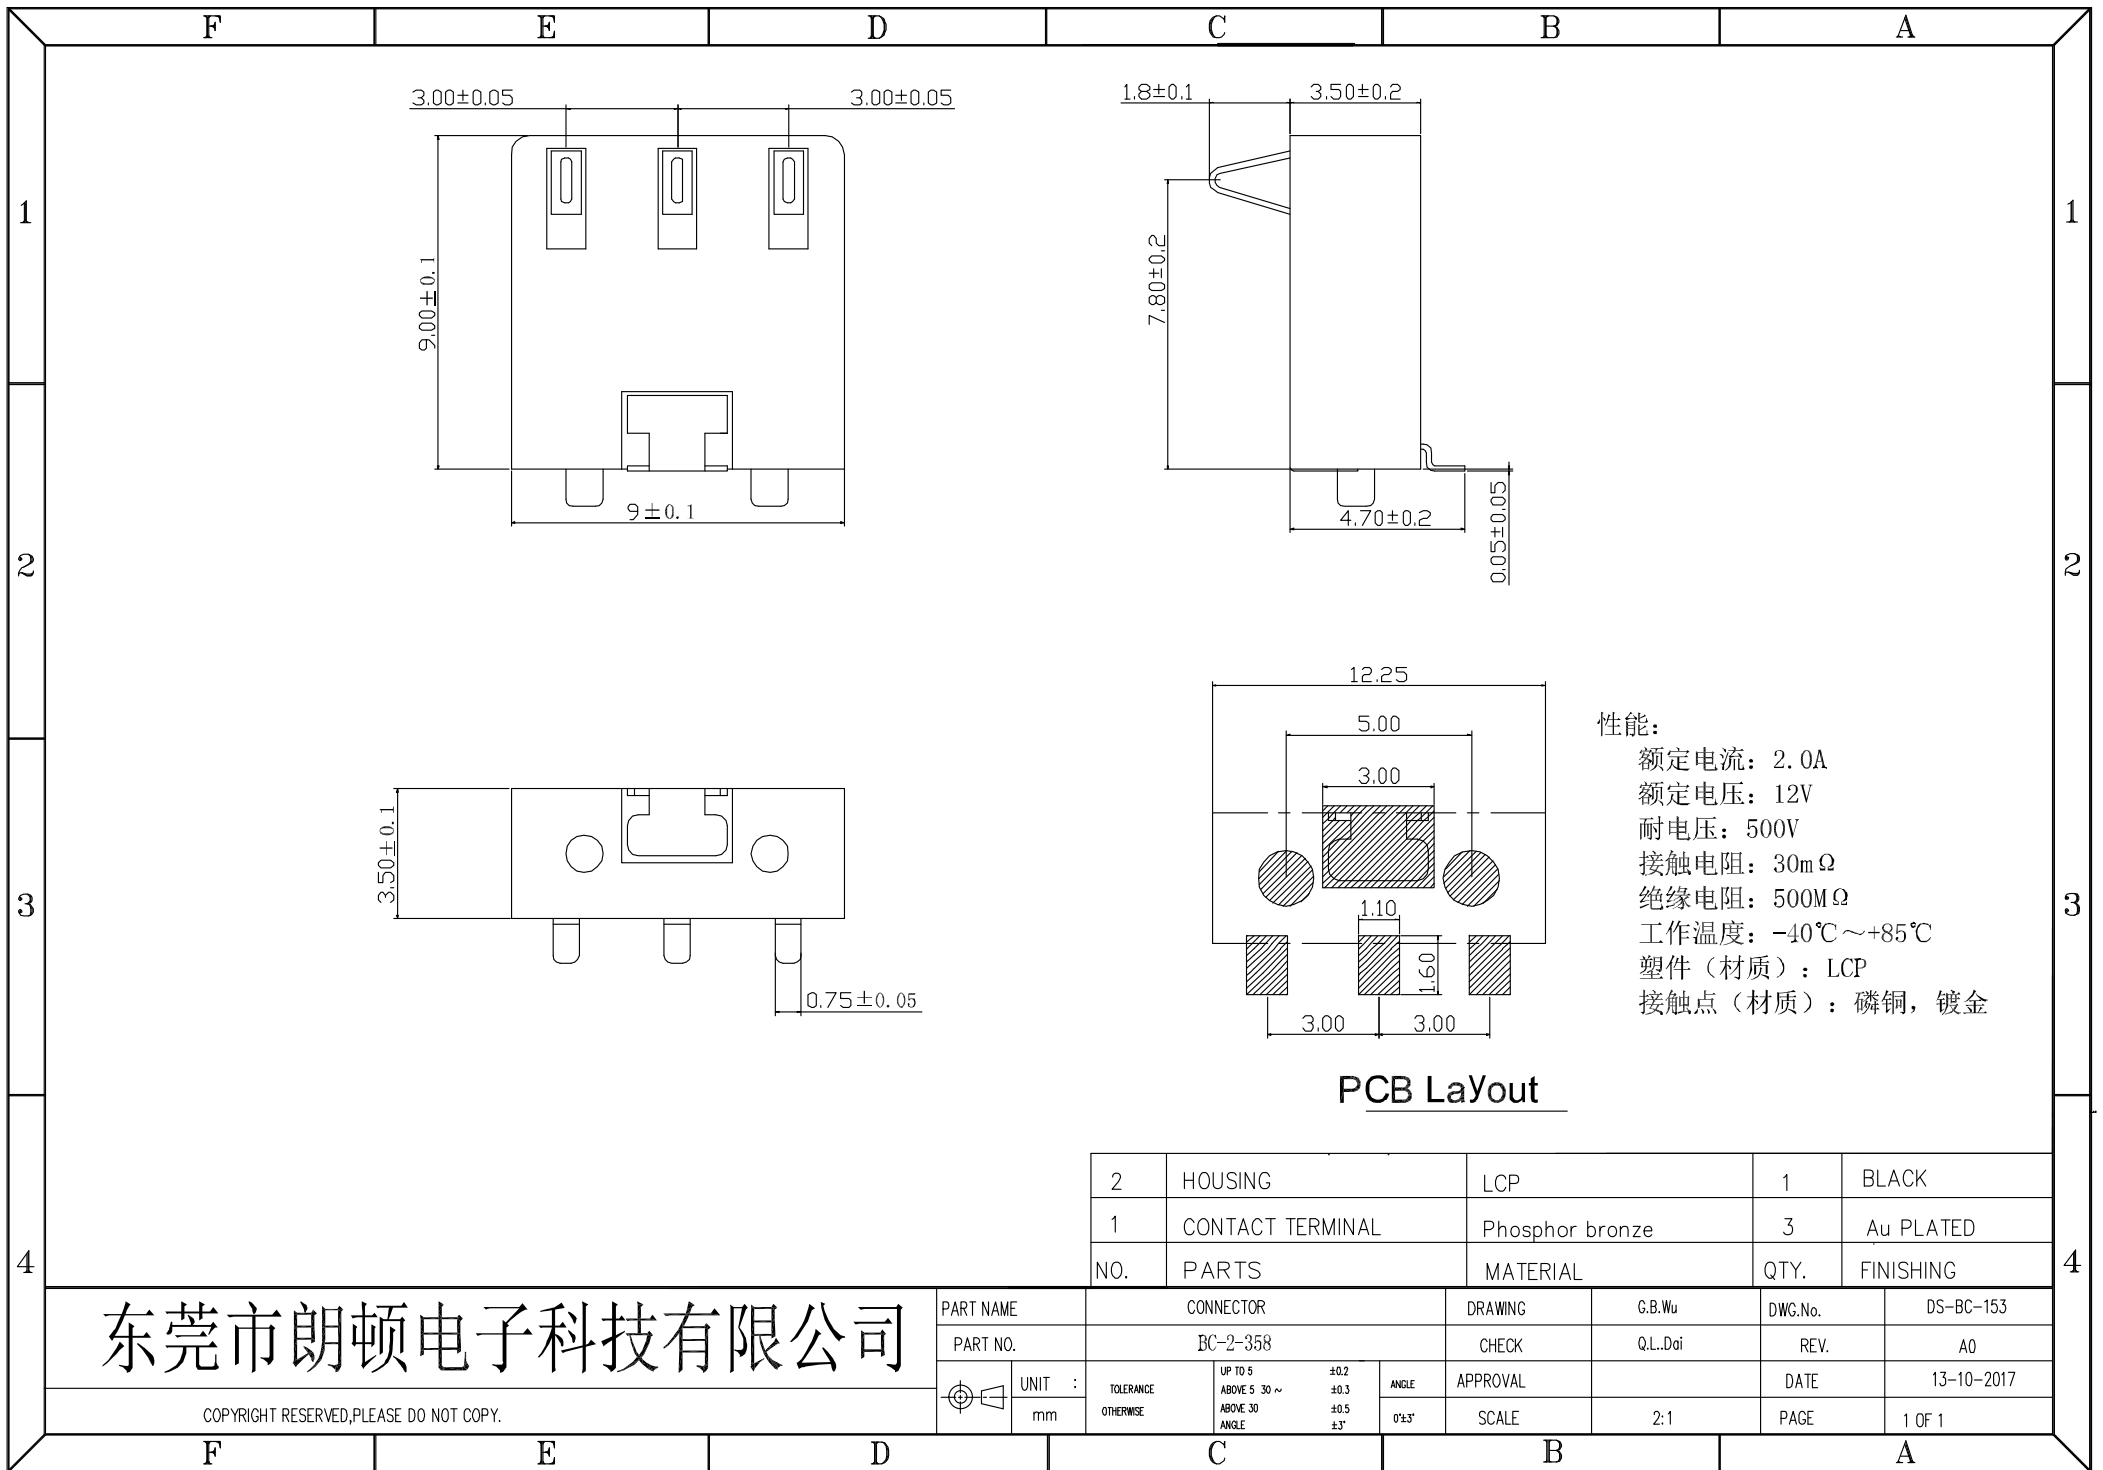 F E D C B A
3.00±0.05 3.00±0.05
1.8±0.1 3.50±0.2
1 1
9.00±0.1
7.80±0.2
9±0.1
4.70±0.2
0.05±0.05
2 2
12.25
5.00
3.00
3.50±0.1
1.10
1.60
0.75±0.05
3.00 3.00
PCB Layout
性能:
额定电流: 2.0A
额定电压: 12V
耐电压: 500V
接触电阻: 30mΩ
绝缘电阻: 500MΩ
工作温度: -40℃～+85℃
塑件（材质）: LCP
接触点（材质）: 磷铜, 镀金
3 3
2 HOUSING LCP 1 BLACK
1 CONTACT TERMINAL Phosphor bronze 3 Au PLATED
NO. PARTS MATERIAL QTY. FINISHING
4 4
东莞市朗顿电子科技有限公司
COPYRIGHT RESERVED,PLEASE DO NOT COPY.
PART NAME CONNECTOR DRAWING G.B.Wu DWG.No. DS-BC-153
PART NO. BC-2-358 CHECK Q.L..Dai REV. A0
UNIT : mm
TOLERANCE OTHERWISE
UP TO 5 ±0.2
ABOVE 5 30 ~ ±0.3
ABOVE 30 ±0.5
ANGLE ±3°
ANGLE
0°±3°
APPROVAL DATE 13-10-2017
SCALE 2:1 PAGE 1 OF 1
F E D C B A